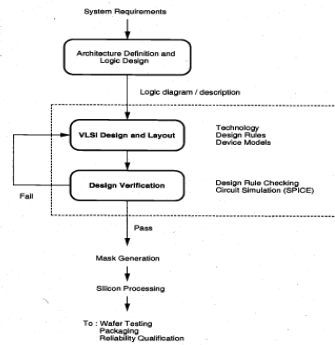 System Requirements
Architecture Definition and
Logic Design
Logic diagram / description
VLSI Design and Layout
Technology
Design Rules
Device Models
Design Verification
Design Rule Checking
Circuit Simulation (SPICE)
Fail
Pass
Mask Generation
Silicon Processing
To : Wafer Testing
Packaging
Reliability Qualification